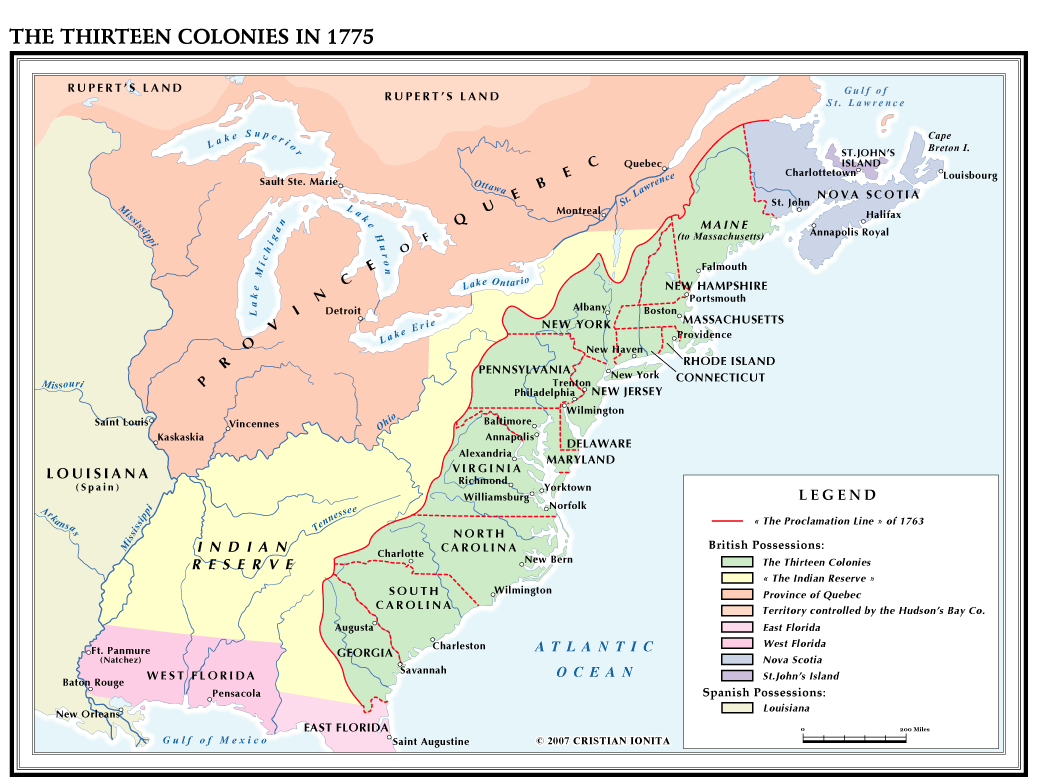 THE THIRTEEN COLONIES IN 1775
RUPERT'S LAND
RUPERT'S LAND
Gulf of
St. Lawrence
Lake Superior
Cape
Breton I.
ST.JOHN'S
ISLAND
Charlottetown
Louisbourg
Quebec
Sault Ste. Marie
Ottawa
St. Lawrence
PROVINCE OF QUEBEC
NOVA SCOTIA
St. John
Halifax
Annapolis Royal
Montreal
Mississippi
Lake Michigan
Lake Huron
MAINE
(to Massachusetts)
Falmouth
Lake Ontario
NEW HAMPSHIRE
Portsmouth
Detroit
Albany
Boston
MASSACHUSETTS
Lake Erie
NEW YORK
Providence
New Haven
RHODE ISLAND
CONNECTICUT
PENNSYLVANIA
New York
Trenton
Philadelphia
NEW JERSEY
Missouri
Wilmington
Saint Louis
Vincennes
Kaskaskia
Ohio
Baltimore
Annapolis
DELAWARE
Alexandria
MARYLAND
VIRGINIA
LOUISIANA
(Spain)
Richmond
Yorktown
Williamsburg
Norfolk
Arkansas
Mississippi
Tennessee
INDIAN
RESERVE
NORTH
CAROLINA
Charlotte
New Bern
SOUTH
CAROLINA
Wilmington
Augusta
Charleston
GEORGIA
Savannah
ATLANTIC
OCEAN
Ft. Panmure
(Natchez)
WEST FLORIDA
Baton Rouge
Pensacola
New Orleans
EAST FLORIDA
Gulf of Mexico
Saint Augustine
© 2007 CRISTIAN IONITA
LEGEND
« The Proclamation Line » of 1763
British Possessions:
The Thirteen Colonies
« The Indian Reserve »
Province of Quebec
Territory controlled by the Hudson's Bay Co.
East Florida
West Florida
Nova Scotia
St.John's Island
Spanish Possessions:
Louisiana
0 200 Miles